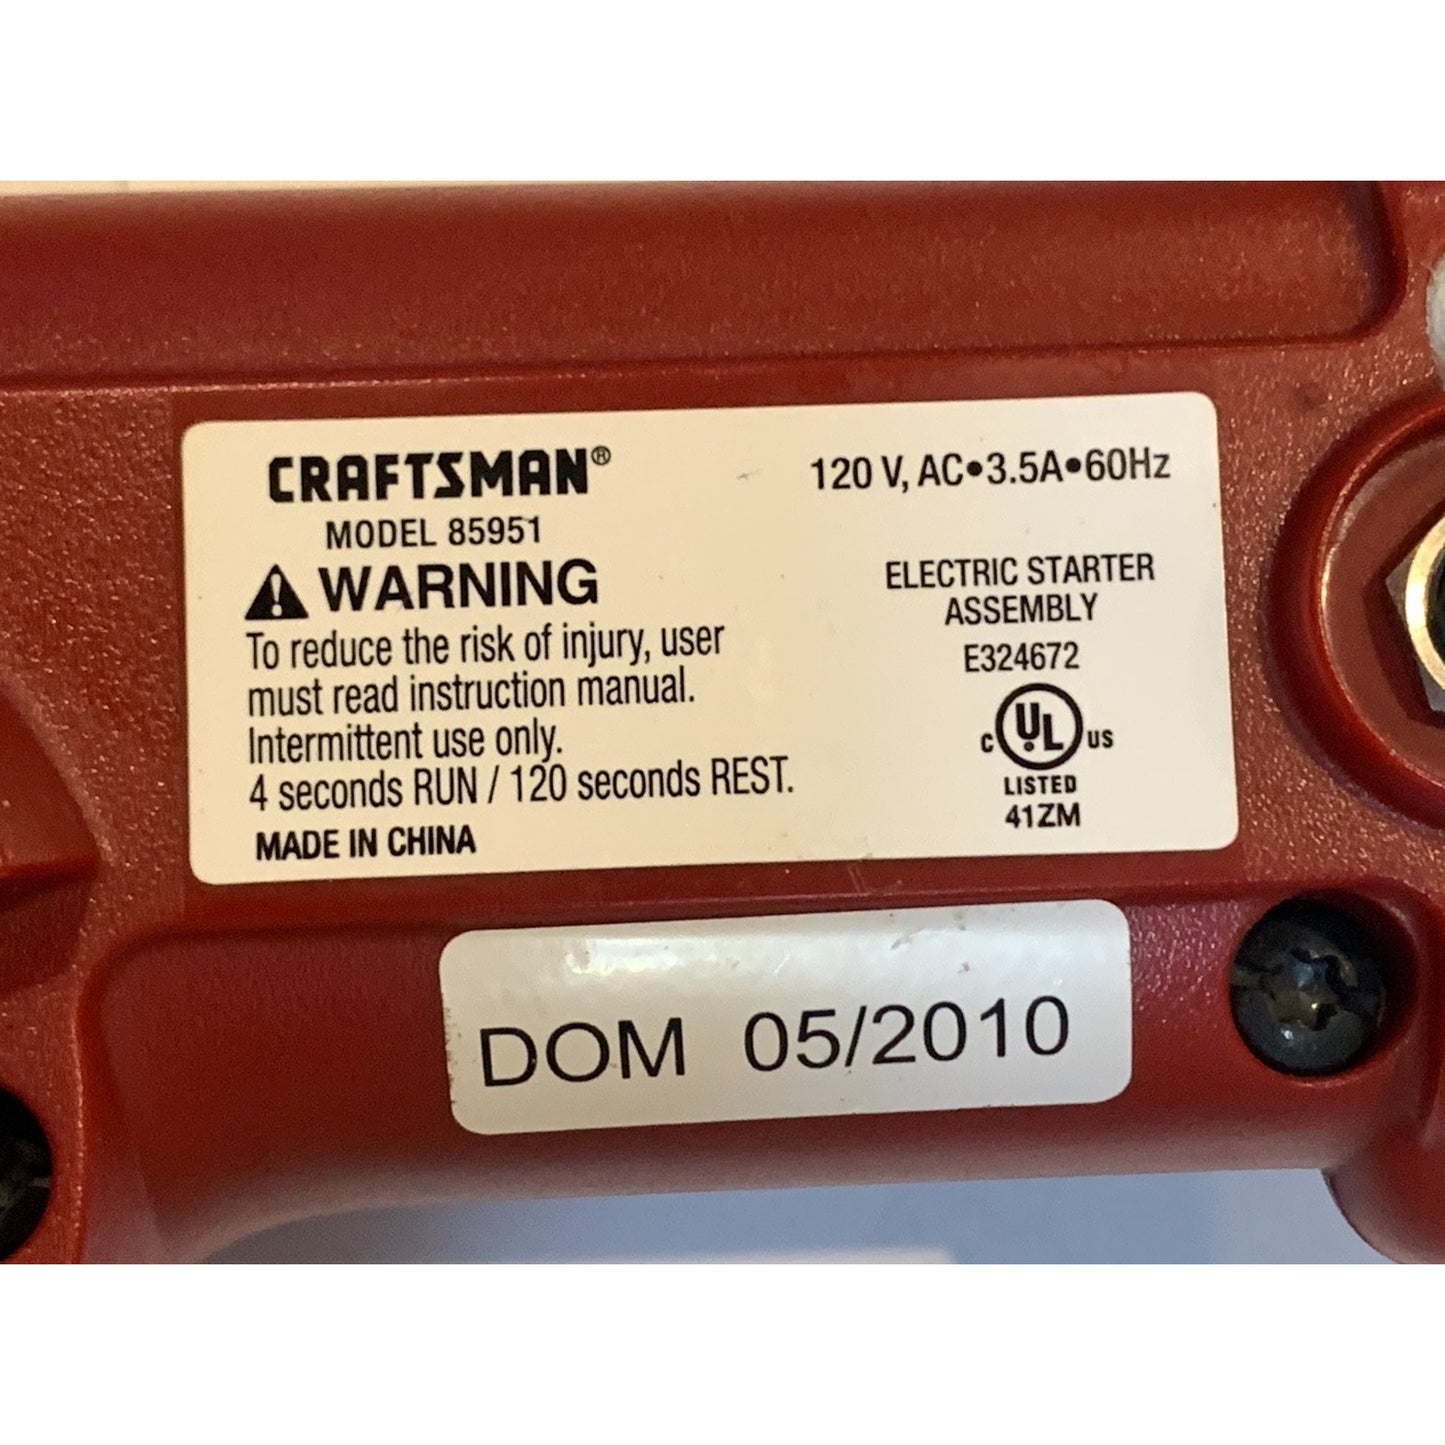 CRAFTSMAN®
MODEL 85951
WARNING
To reduce the risk of injury, user
must read instruction manual.
Intermittent use only.
4 seconds RUN / 120 seconds REST.
MADE IN CHINA
120 V, AC•3.5A•60Hz
ELECTRIC STARTER
ASSEMBLY
E324672
C UL US
LISTED
41ZM
DOM 05/2010